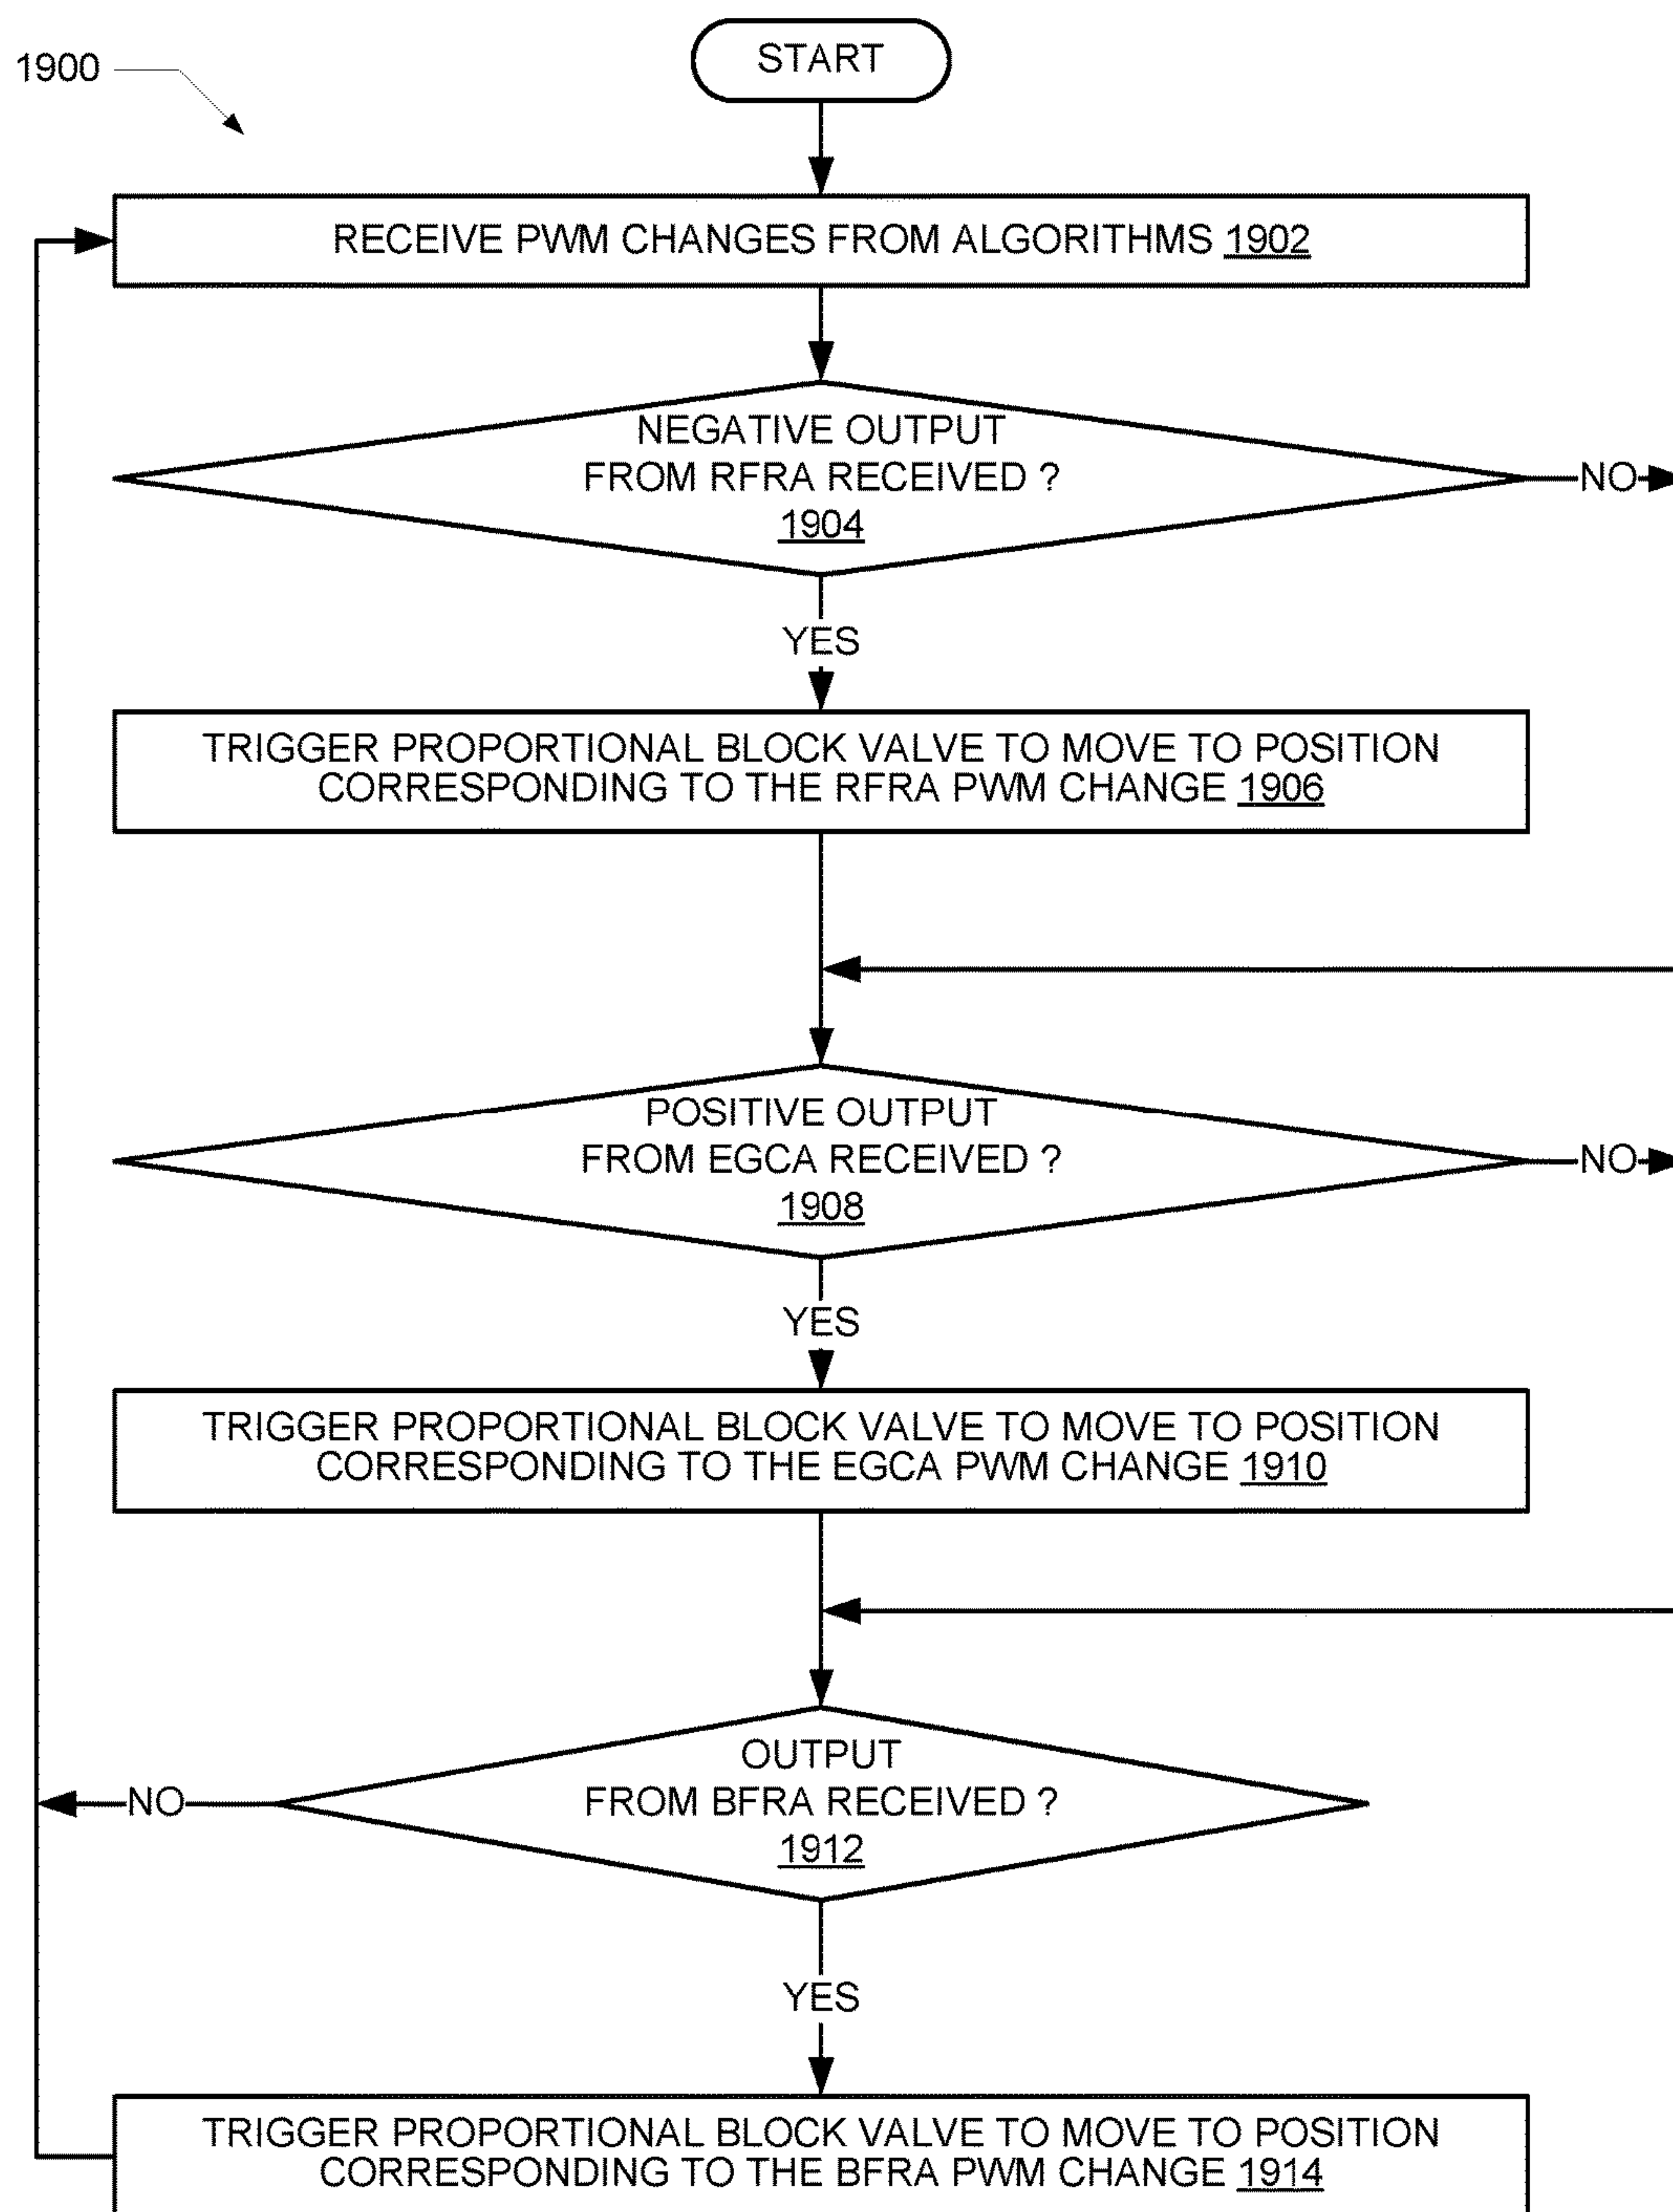 START
1900
RECEIVE PWM CHANGES FROM ALGORITHMS 1902
NEGATIVE OUTPUT
FROM RFRA RECEIVED ?
1904
NO
YES
TRIGGER PROPORTIONAL BLOCK VALVE TO MOVE TO POSITION
CORRESPONDING TO THE RFRA PWM CHANGE 1906
POSITIVE OUTPUT
FROM EGCA RECEIVED ?
1908
NO
YES
TRIGGER PROPORTIONAL BLOCK VALVE TO MOVE TO POSITION
CORRESPONDING TO THE EGCA PWM CHANGE 1910
OUTPUT
FROM BFRA RECEIVED ?
1912
NO
YES
TRIGGER PROPORTIONAL BLOCK VALVE TO MOVE TO POSITION
CORRESPONDING TO THE BFRA PWM CHANGE 1914